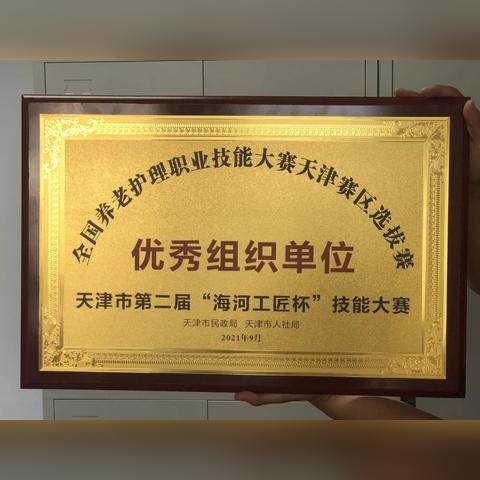 全国养老护理职业技能大赛天津赛区选拔赛
优秀组织单位
天津市第二届“海河工匠杯”技能大赛
天津市民政局 天津市人社局
2021年9月